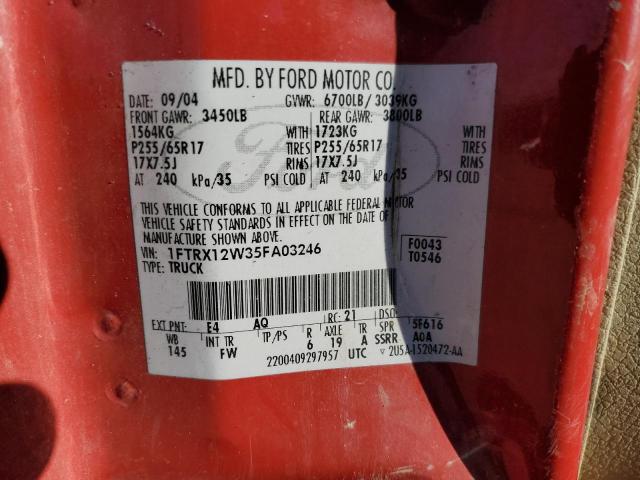 MFD. BY FORD MOTOR CO.
DATE: 09/04 GVWR: 6700LB/ 3039KG
FRONT GAWR: 3450LB REAR GAWR: 3800LB
1564KG WITH 1723KG WITH
P255/65R17 TIRES P255/65R17 TIRES
17X7.5J RIMS 17X7.5J RIMS
AT 240 kPa/35 PSI COLD AT 240 kPa/35 PSI COLD
THIS VEHICLE CONFORMS TO ALL APPLICABLE FEDERAL MOTOR
VEHICLE SAFETY STANDARDS IN EFFECT ON THE DATE OF
MANUFACTURE SHOWN ABOVE.
VIN: 1FTRX12W35FA03246 F0043
TYPE: TRUCK T0546
EXT PNT: E4 AQ RC: 21 DSO:
WB INT TR TP/PS R AXLE TR SPR 5F616
145 FW 6 19 A SSRR A0A
2200409297957 UTC ▽ 2U5A-1520472-AA
Ford